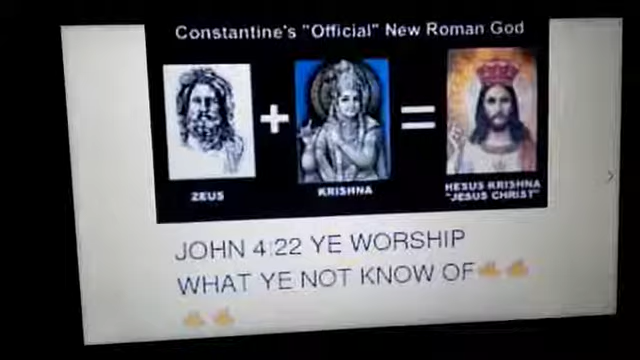 Constantine's "Official" New Roman God
+
=
ZEUS
KRISHNA
HESUS KRISHNA
"JESUS CHRIST"
JOHN 4:22 YE WORSHIP
WHAT YE NOT KNOW OF